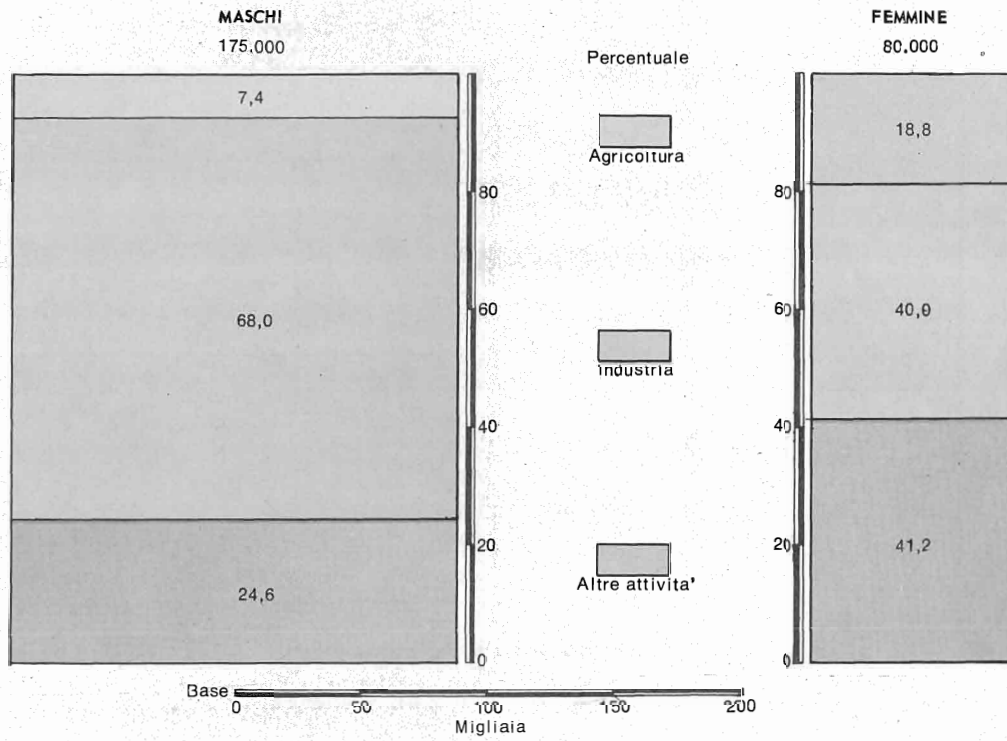 MASCHI
175.000
FEMMINE
80.000
Percentuale
7,4
18,8
Agricoltura
80
80
68,0
60
60
40,0
Industria
40
40
20
20
41,2
24,6
Altre attivita'
0
0
Base
0
50
100
150
200
Migliaia